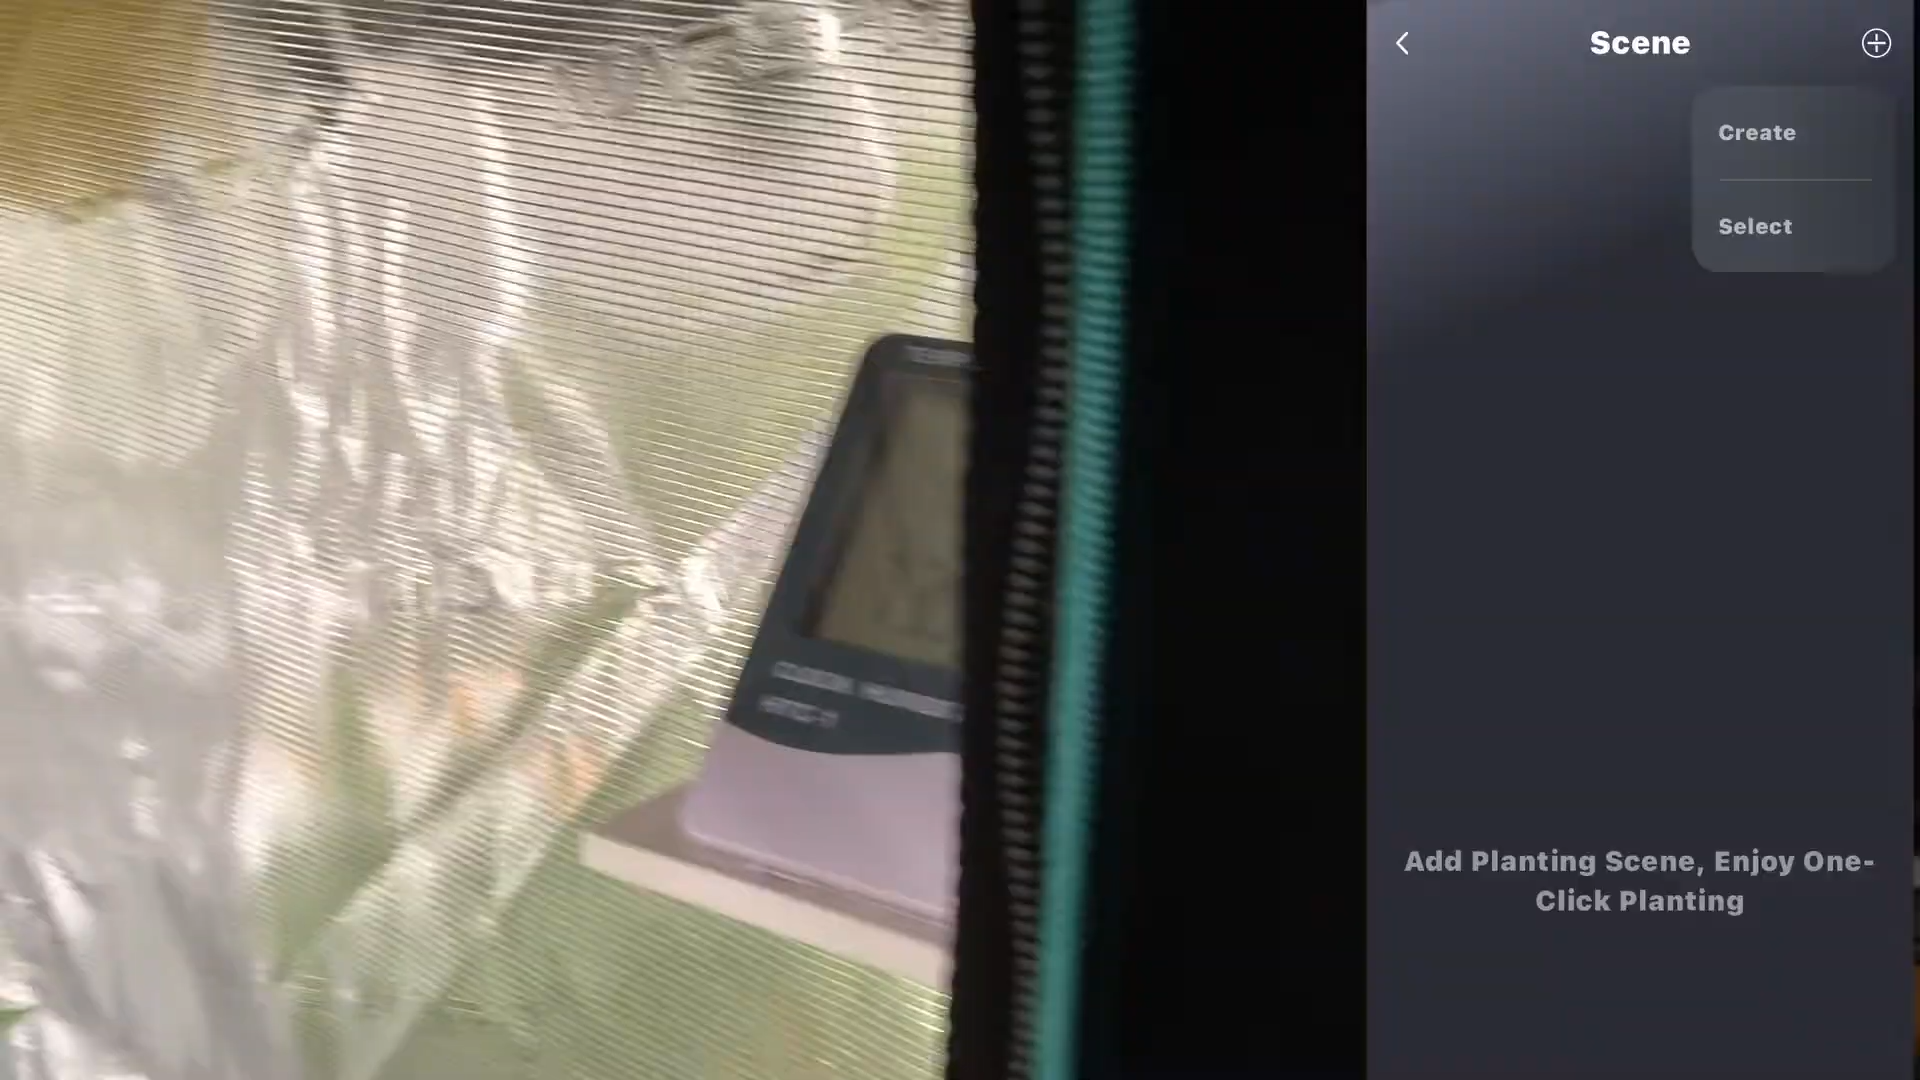 Scene
Create
Select
Add Planting Scene, Enjoy One-
Click Planting